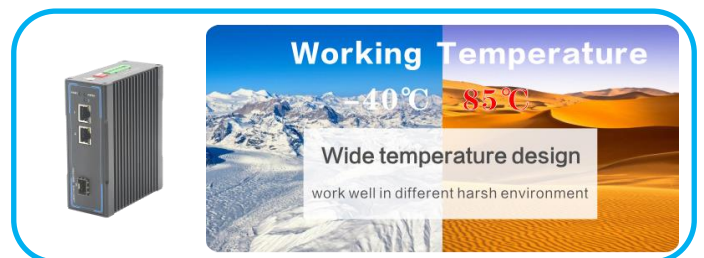 Working Temperature
-40℃ 85℃
Wide temperature design
work well in different harsh environment